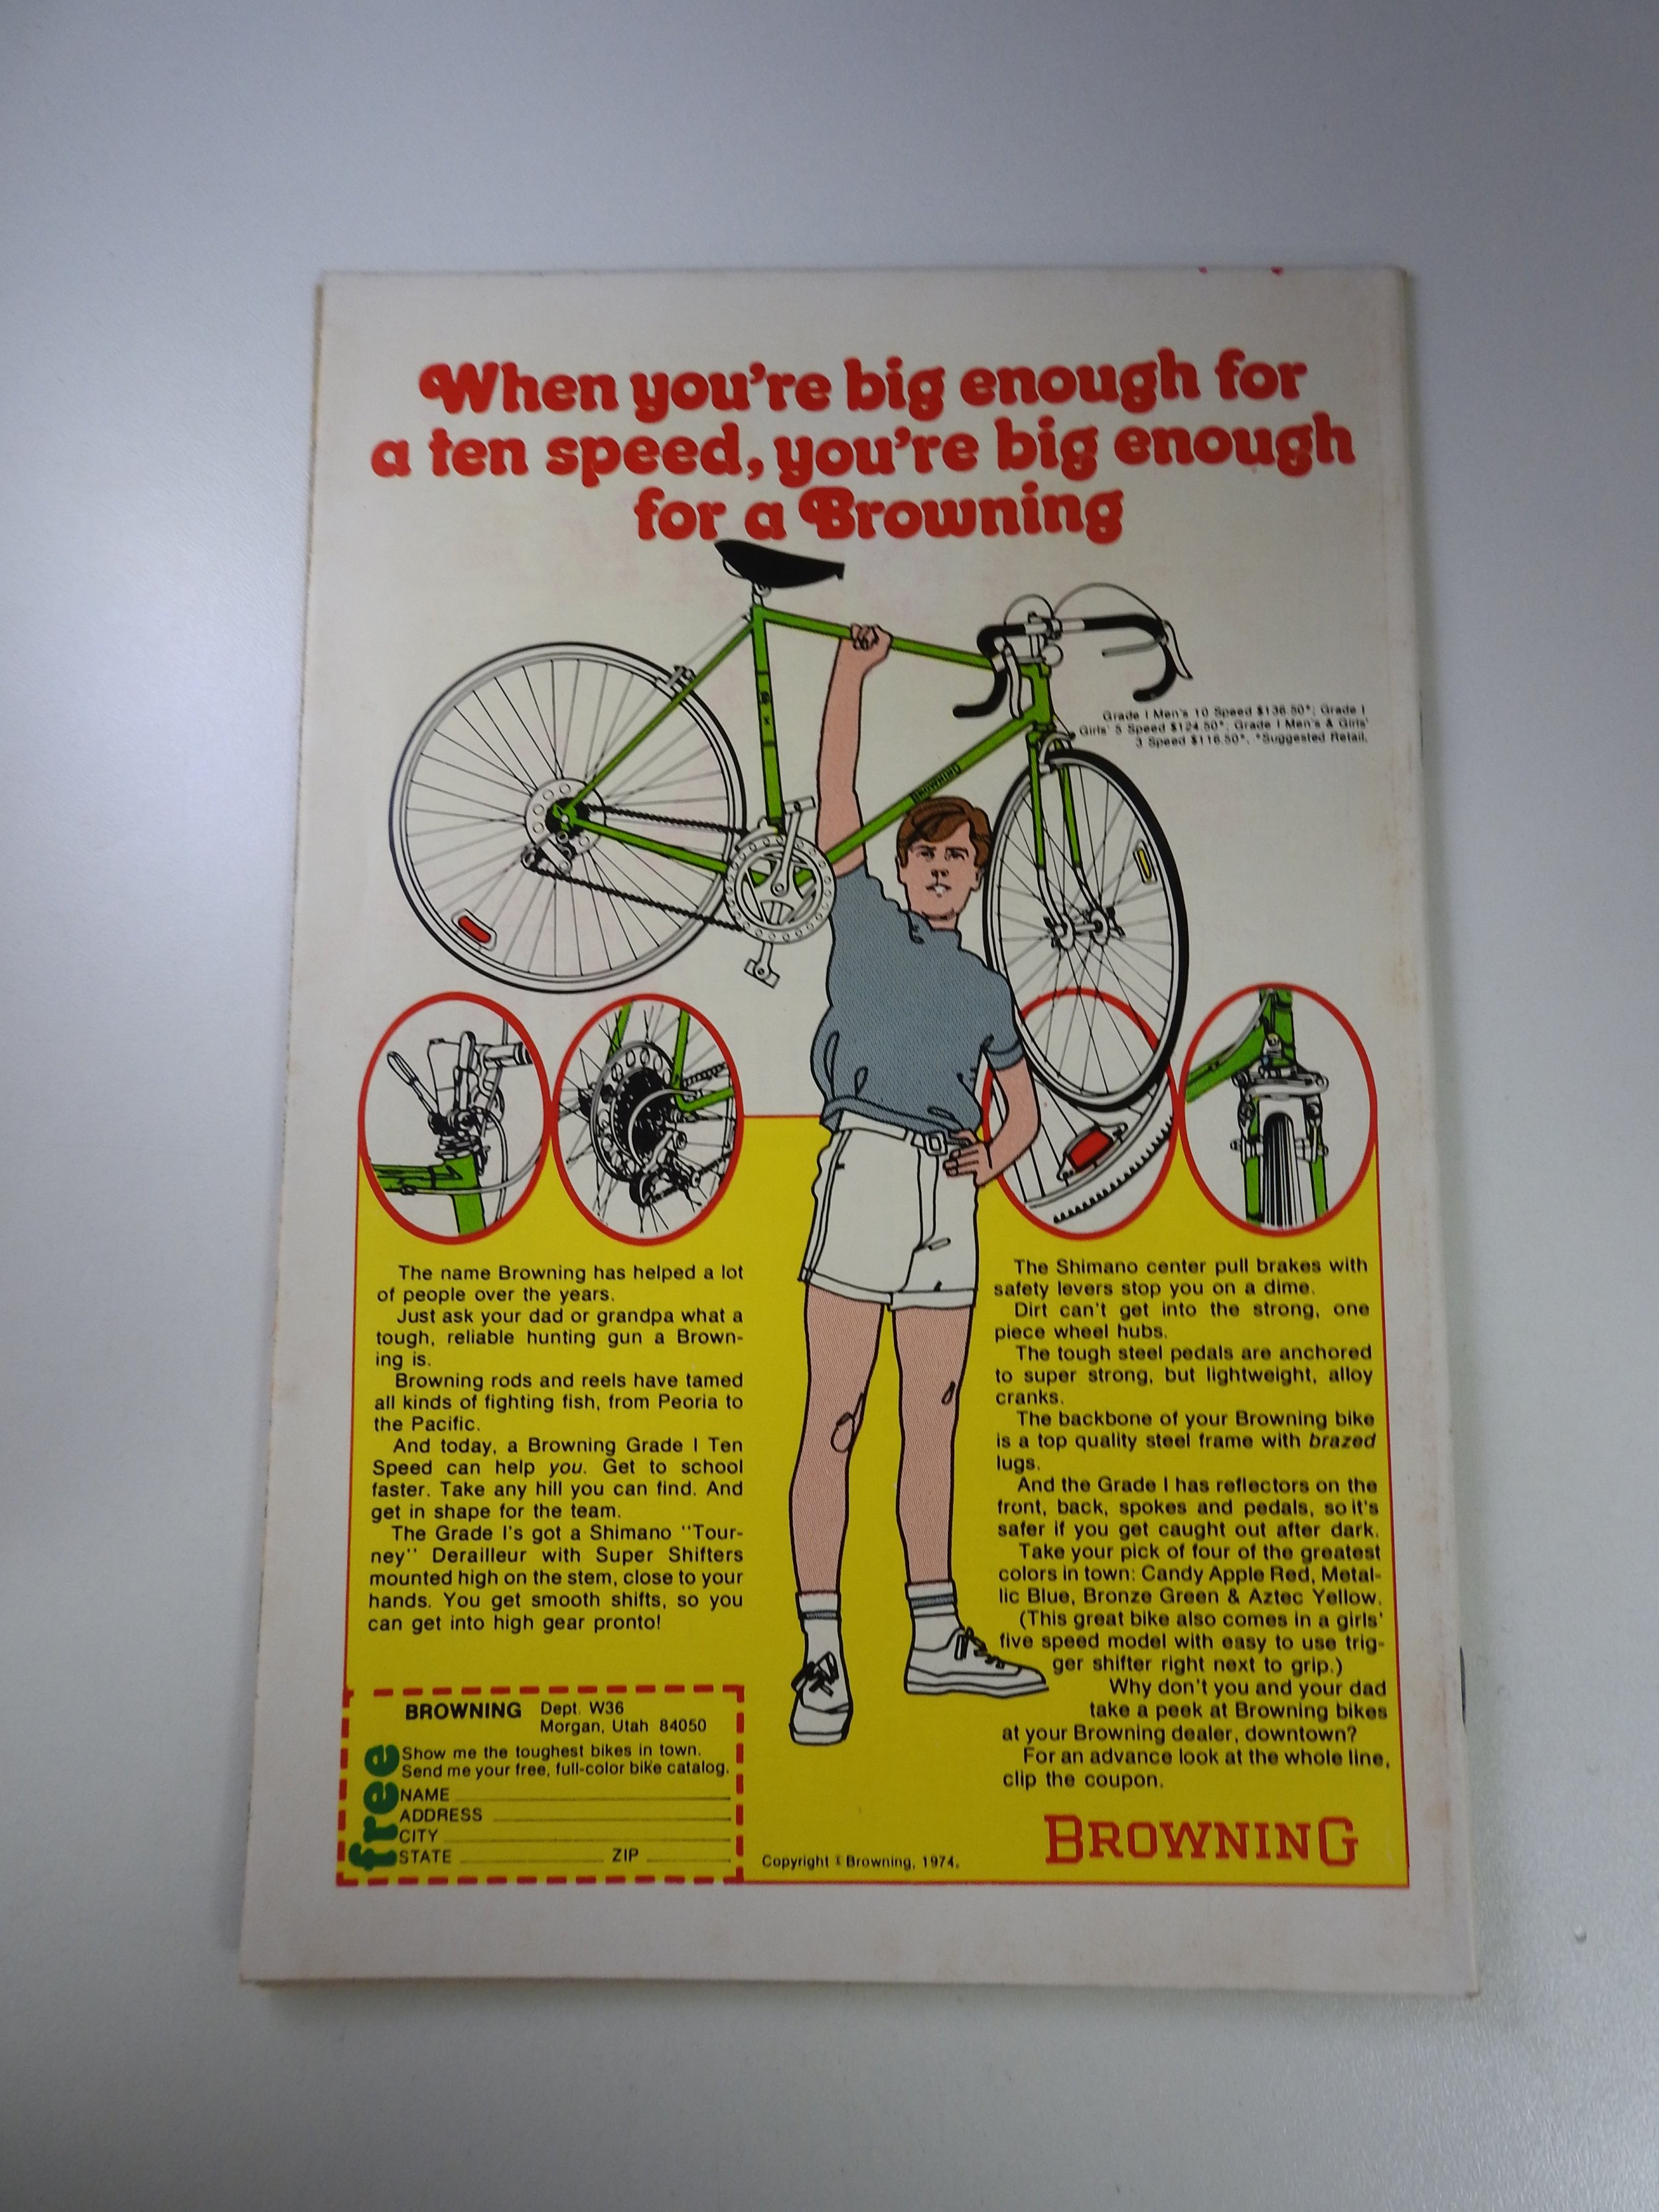 When you're big enough for
a ten speed, you're big enough
for a Browning
BROWNING
Grade I Men's 10 Speed $136.50*; Grade I
Girls' 5 Speed $124.50*; Grade I Men's & Girls'
3 Speed $116.50*. *Suggested Retail.
The name Browning has helped a lot
of people over the years.
Just ask your dad or grandpa what a
tough, reliable hunting gun a Brown-
ing is.
Browning rods and reels have tamed
all kinds of fighting fish, from Peoria to
the Pacific.
And today, a Browning Grade I Ten
Speed can help you. Get to school
faster. Take any hill you can find. And
get in shape for the team.
The Grade I's got a Shimano "Tour-
ney" Derailleur with Super Shifters
mounted high on the stem, close to your
hands. You get smooth shifts, so you
can get into high gear pronto!
The Shimano center pull brakes with
safety levers stop you on a dime.
Dirt can't get into the strong, one
piece wheel hubs.
The tough steel pedals are anchored
to super strong, but lightweight, alloy
cranks.
The backbone of your Browning bike
is a top quality steel frame with brazed
lugs.
And the Grade I has reflectors on the
front, back, spokes and pedals, so it's
safer if you get caught out after dark.
Take your pick of four of the greatest
colors in town: Candy Apple Red, Metal-
lic Blue, Bronze Green & Aztec Yellow.
(This great bike also comes in a girls'
five speed model with easy to use trig-
ger shifter right next to grip.)
Why don't you and your dad
take a peek at Browning bikes
at your Browning dealer, downtown?
For an advance look at the whole line,
clip the coupon.
BROWNING Dept. W36
Morgan, Utah 84050
free
Show me the toughest bikes in town.
Send me your free, full-color bike catalog.
NAME
ADDRESS
CITY
STATE ZIP
Copyright © Browning, 1974.
BROWNING